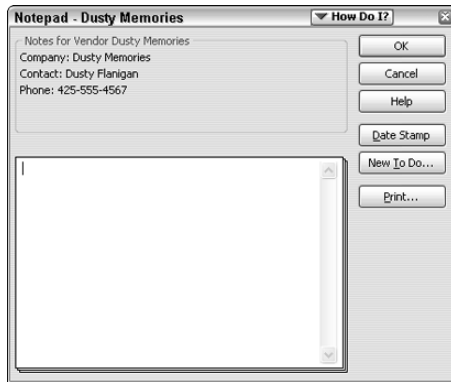 Notepad - Dusty Memories
How Do I?
Notes for Vendor Dusty Memories
Company: Dusty Memories
Contact: Dusty Flanigan
Phone: 425-555-4567
OK
Cancel
Help
Date Stamp
New To Do...
Print...